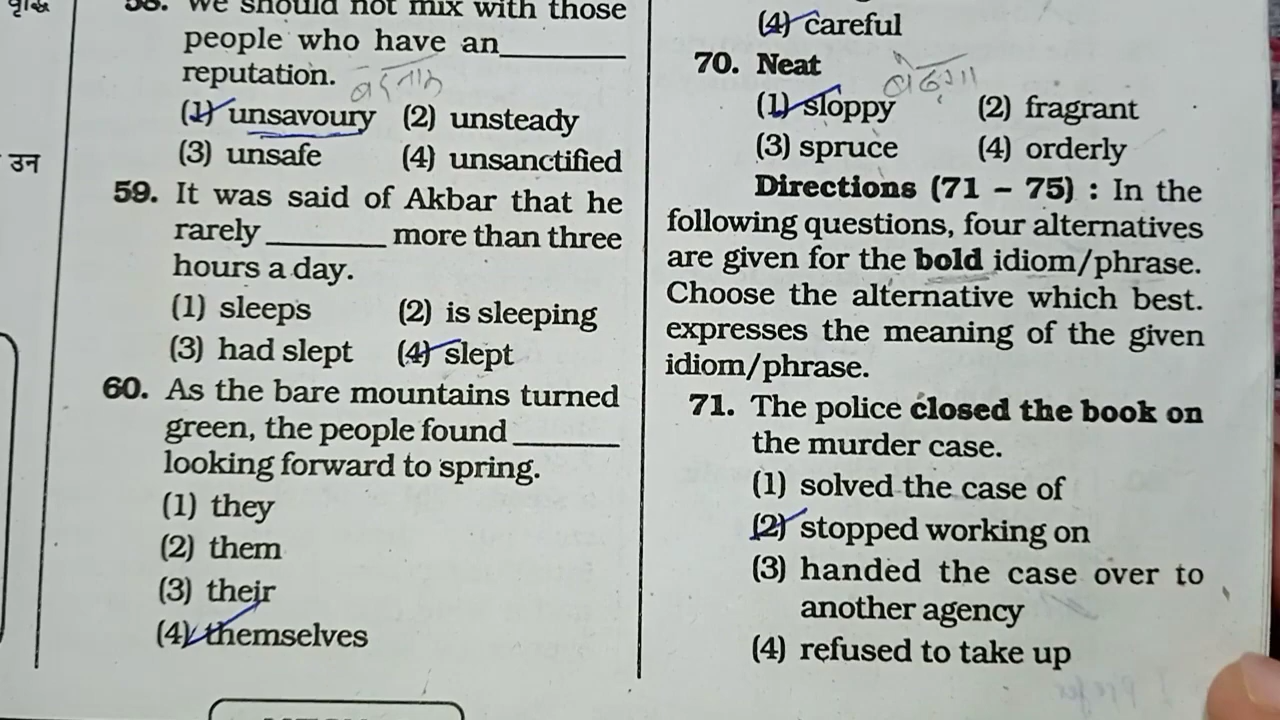 वृद्धि
उन
58. We should not mix with those
people who have an______
reputation.
(1) unsavoury (2) unsteady
(3) unsafe (4) unsanctified
59. It was said of Akbar that he
rarely ______ more than three
hours a day.
(1) sleeps (2) is sleeping
(3) had slept (4) slept
60. As the bare mountains turned
green, the people found ______
looking forward to spring.
(1) they
(2) them
(3) their
(4) themselves
(4) careful
70. Neat
(1) sloppy (2) fragrant
(3) spruce (4) orderly
Directions (71 – 75) : In the
following questions, four alternatives
are given for the bold idiom/phrase.
Choose the alternative which best.
expresses the meaning of the given
idiom/phrase.
71. The police closed the book on
the murder case.
(1) solved the case of
(2) stopped working on
(3) handed the case over to
another agency
(4) refused to take up